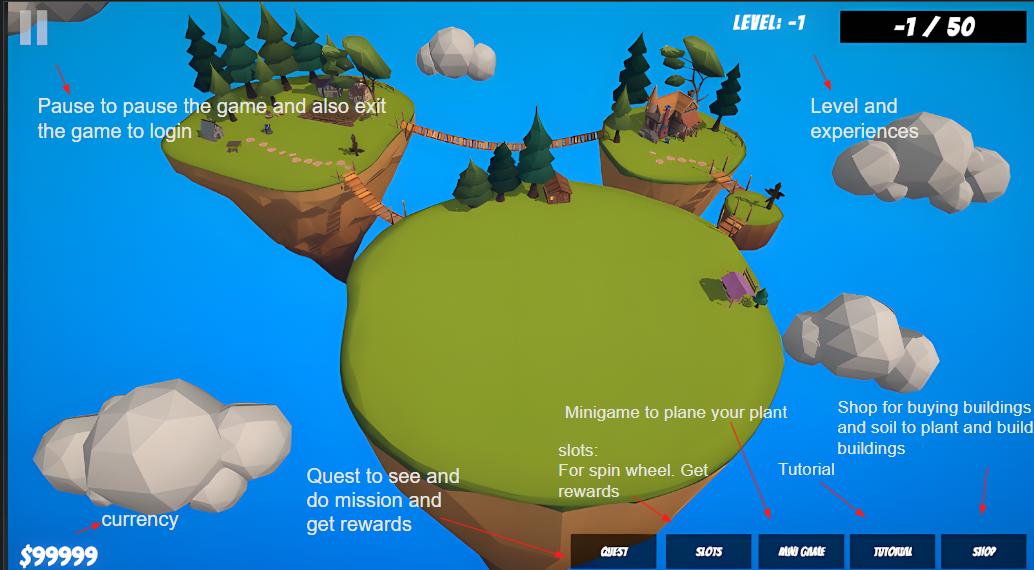 LEVEL: -1
-1 / 50
Pause to pause the game and also exit
the game to login
Level and
experiences
Minigame to plane your plant
Shop for buying buildings
and soil to plant and build
buildings
slots:
For spin wheel. Get
rewards
Tutorial
Quest to see and
do mission and
get rewards
currency
$99999
QUEST
SLOTS
MINI GAME
TUTORIAL
SHOP